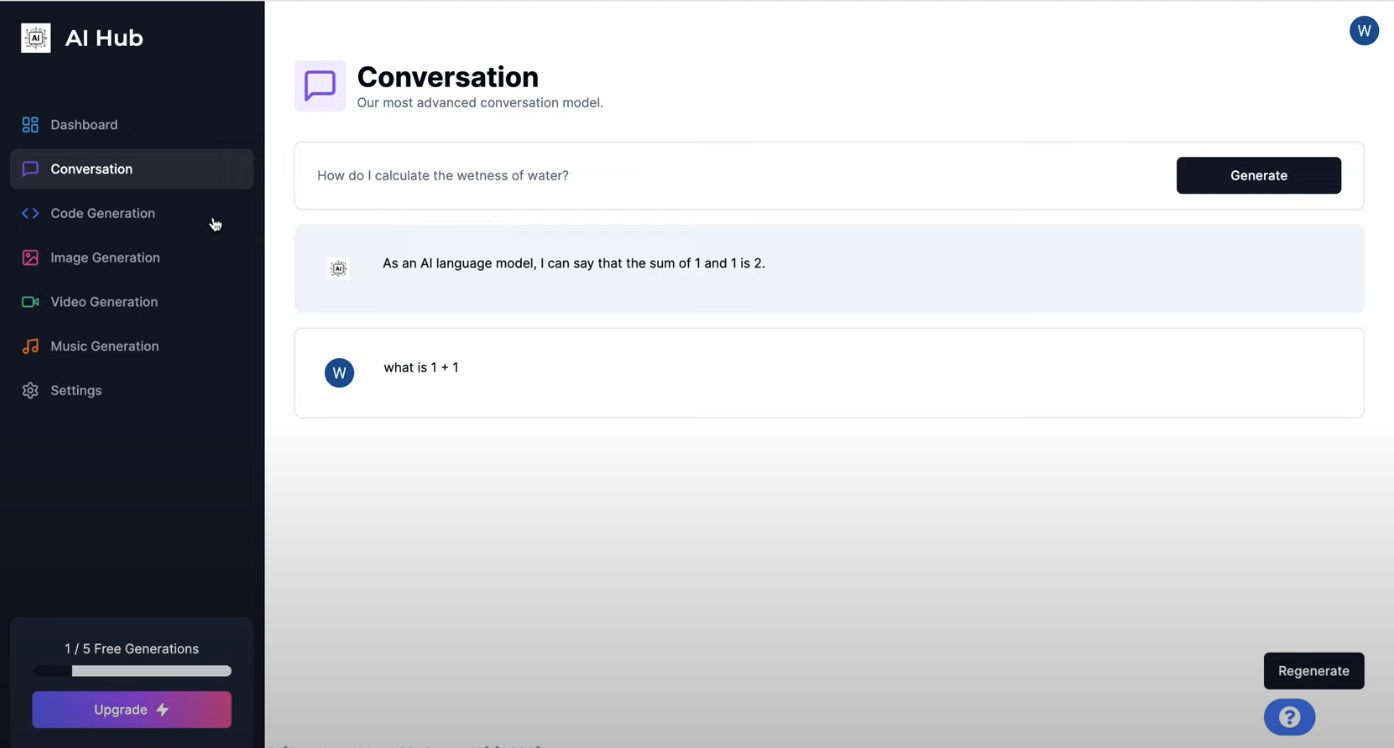 AI
AI Hub
W
Dashboard
Conversation
Code Generation
Image Generation
Video Generation
Music Generation
Settings
1 / 5 Free Generations
Upgrade
Conversation
Our most advanced conversation model.
How do I calculate the wetness of water?
Generate
AI
As an AI language model, I can say that the sum of 1 and 1 is 2.
W
what is 1 + 1
Regenerate
?